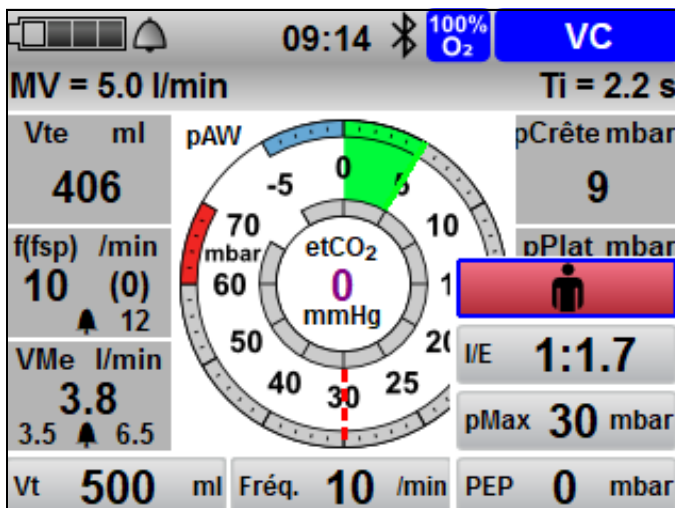 09:14
100%
O₂
VC
MV = 5.0 l/min
Ti = 2.2 s
Vte ml
406
f(fsp) /min
10 (0)
12
VMe l/min
3.8
3.5 6.5
pAW
-5
0
5
10
20
25
30
40
50
60
70
mbar
etCO₂
0
mmHg
pCrête mbar
9
pPlat mbar
I/E 1:1.7
pMax 30 mbar
Vt 500 ml
Fréq. 10 /min
PEP 0 mbar